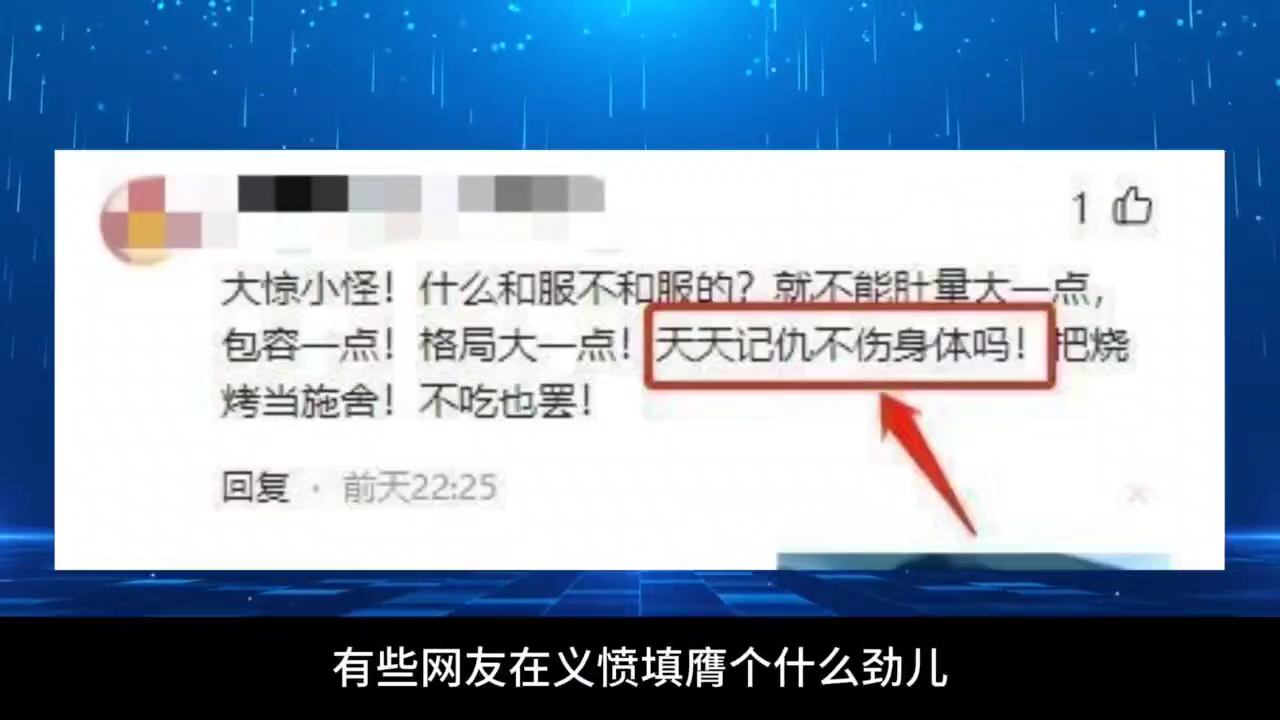 1
大惊小怪！什么和服不和服的？就不能肚量大一点，
包容一点！格局大一点！天天记仇不伤身体吗！把烧
烤当施舍！不吃也罢！
回复 · 前天22:25
有些网友在义愤填膺个什么劲儿